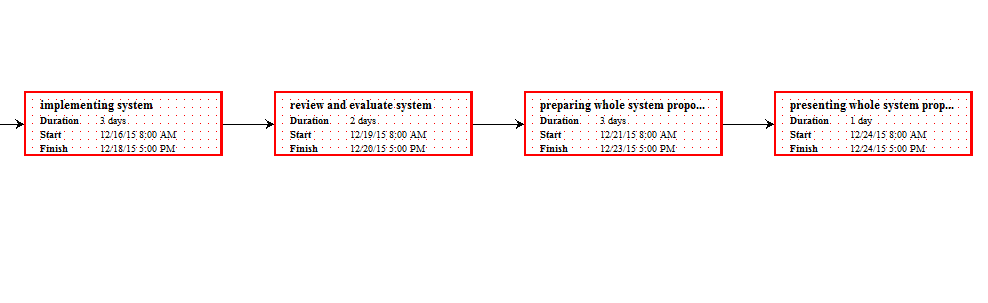 implementing system
Duration 3 days
Start 12/16/15 8:00 AM
Finish 12/18/15 5:00 PM
review and evaluate system
Duration 2 days
Start 12/19/15 8:00 AM
Finish 12/20/15 5:00 PM
preparing whole system propo...
Duration 3 days
Start 12/21/15 8:00 AM
Finish 12/23/15 5:00 PM
presenting whole system prop...
Duration 1 day
Start 12/24/15 8:00 AM
Finish 12/24/15 5:00 PM